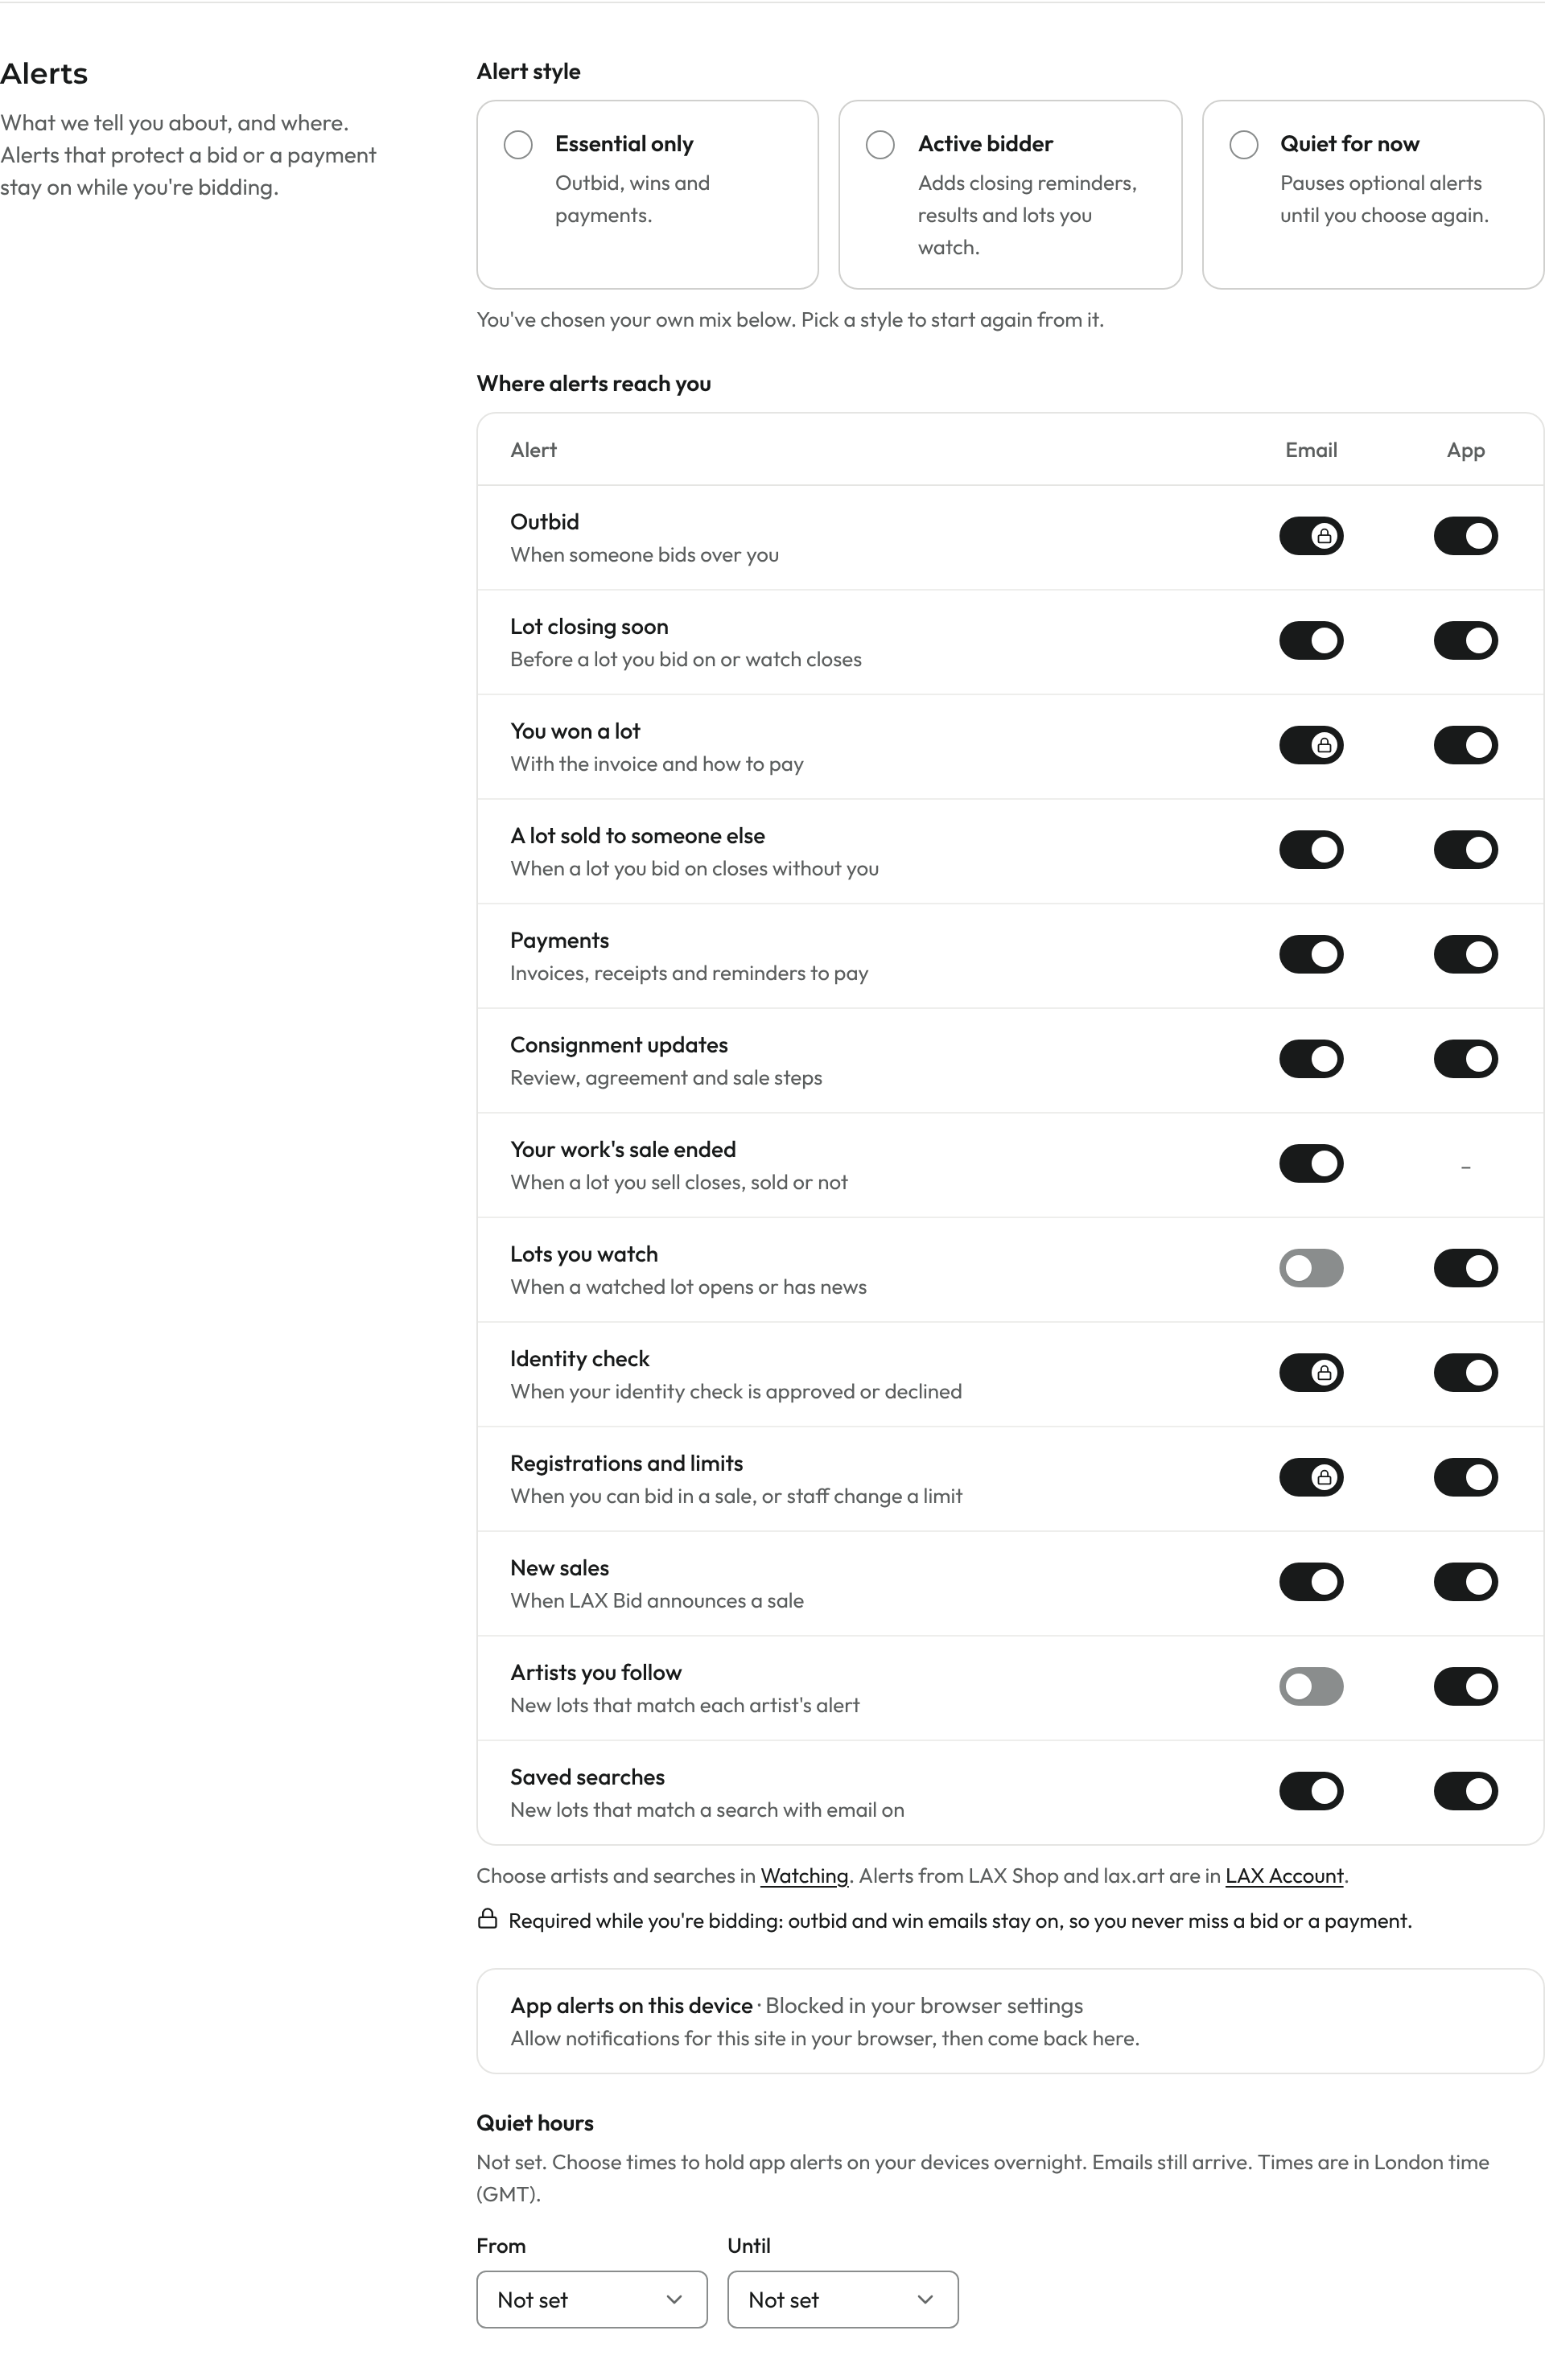 Alerts
What we tell you about, and where.
Alerts that protect a bid or a payment
stay on while you're bidding.
Alert style
Essential only
Outbid, wins and
payments.
Active bidder
Adds closing reminders,
results and lots you
watch.
Quiet for now
Pauses optional alerts
until you choose again.
You've chosen your own mix below. Pick a style to start again from it.
Where alerts reach you
Alert Email App
Outbid
When someone bids over you
Lot closing soon
Before a lot you bid on or watch closes
You won a lot
With the invoice and how to pay
A lot sold to someone else
When a lot you bid on closes without you
Payments
Invoices, receipts and reminders to pay
Consignment updates
Review, agreement and sale steps
Your work's sale ended
When a lot you sell closes, sold or not
–
Lots you watch
When a watched lot opens or has news
Identity check
When your identity check is approved or declined
Registrations and limits
When you can bid in a sale, or staff change a limit
New sales
When LAX Bid announces a sale
Artists you follow
New lots that match each artist's alert
Saved searches
New lots that match a search with email on
Choose artists and searches in Watching. Alerts from LAX Shop and lax.art are in LAX Account.
Required while you're bidding: outbid and win emails stay on, so you never miss a bid or a payment.
App alerts on this device · Blocked in your browser settings
Allow notifications for this site in your browser, then come back here.
Quiet hours
Not set. Choose times to hold app alerts on your devices overnight. Emails still arrive. Times are in London time
(GMT).
From Until
Not set Not set